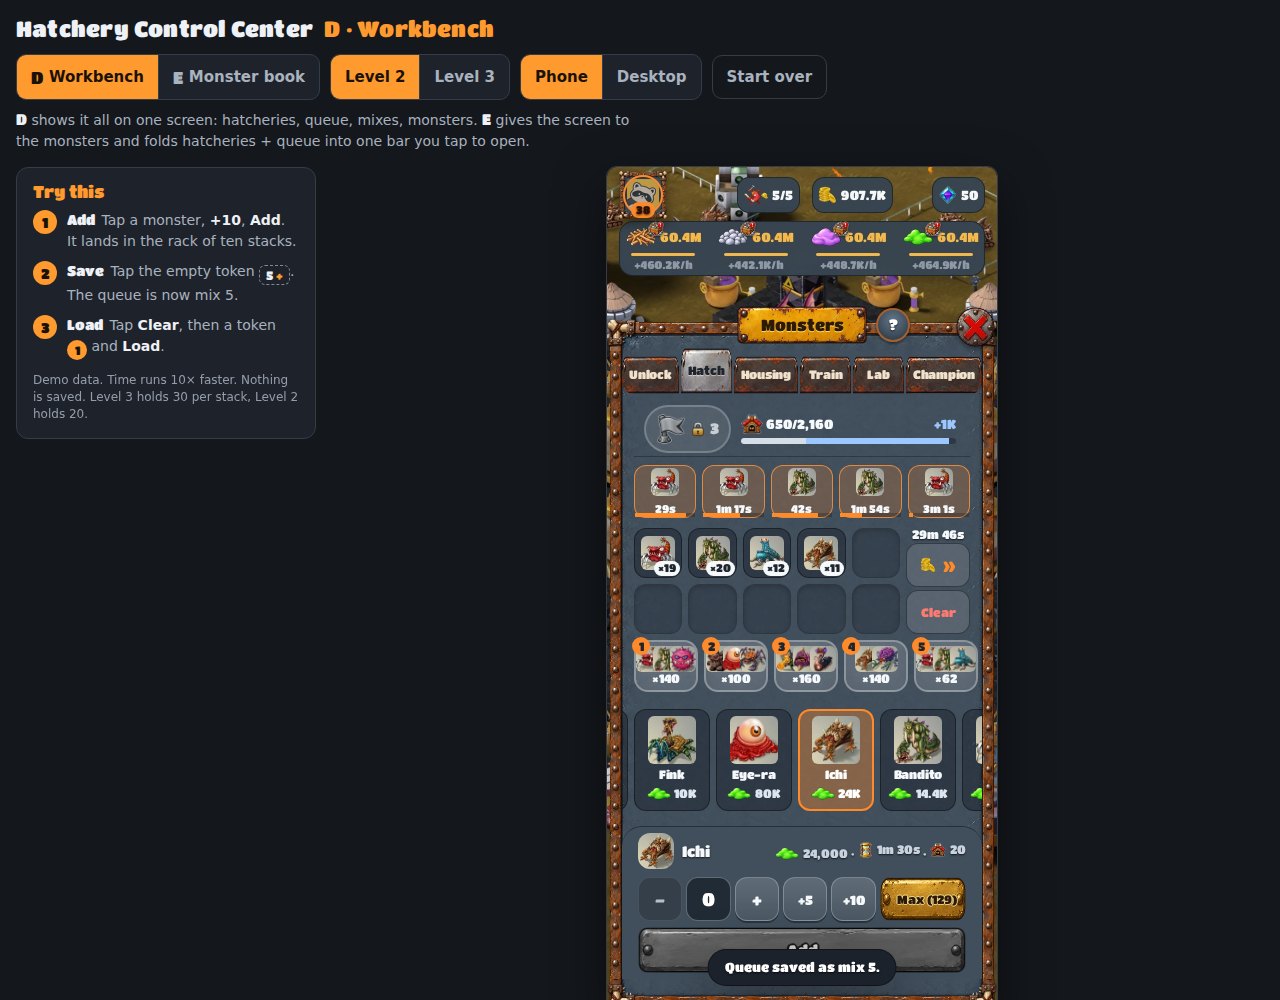 Hatchery Control Center D · Workbench
D Workbench E Monster book Level 2 Level 3 Phone Desktop Start over
D shows it all on one screen: hatcheries, queue, mixes, monsters. E gives the screen to
the monsters and folds hatcheries + queue into one bar you tap to open.
Try this
1 Add Tap a monster, +10, Add.
It lands in the rack of ten stacks.
2 Save Tap the empty token 5 + .
The queue is now mix 5.
3 Load Tap Clear, then a token
1 and Load.
Demo data. Time runs 10× faster. Nothing
is saved. Level 3 holds 30 per stack, Level 2
holds 20.
30 5/5 907.7K 50
60.4M 60.4M 60.4M 60.4M
+460.2K/h +442.1K/h +448.7K/h +464.9K/h
Monsters ?
Unlock Hatch Housing Train Lab Champion
3 650/2,160 +1K
29s 1m 17s 42s 1m 54s 3m 1s
29m 46s
×19 ×20 ×12 ×11 »
Clear
1 2 3 4 5
×140 ×100 ×160 ×140 ×62
Fink Eye-ra Ichi Bandito
10K 80K 24K 14.4K
Ichi 24,000 · 1m 30s · 20
− 0 + +5 +10 Max (129)
Add
Queue saved as mix 5.